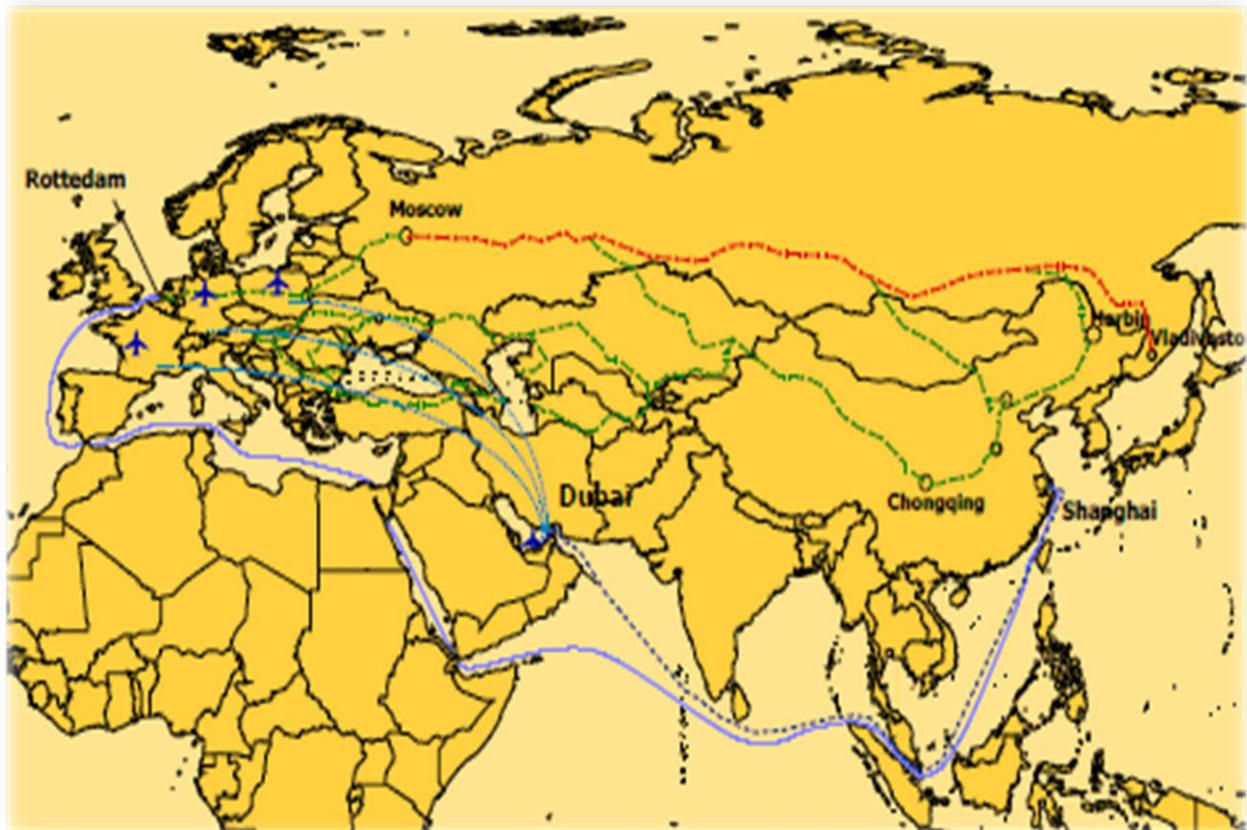 Rottedam
Moscow
Harbin
Vladivosto
Dubai
Chongqing
Shanghai